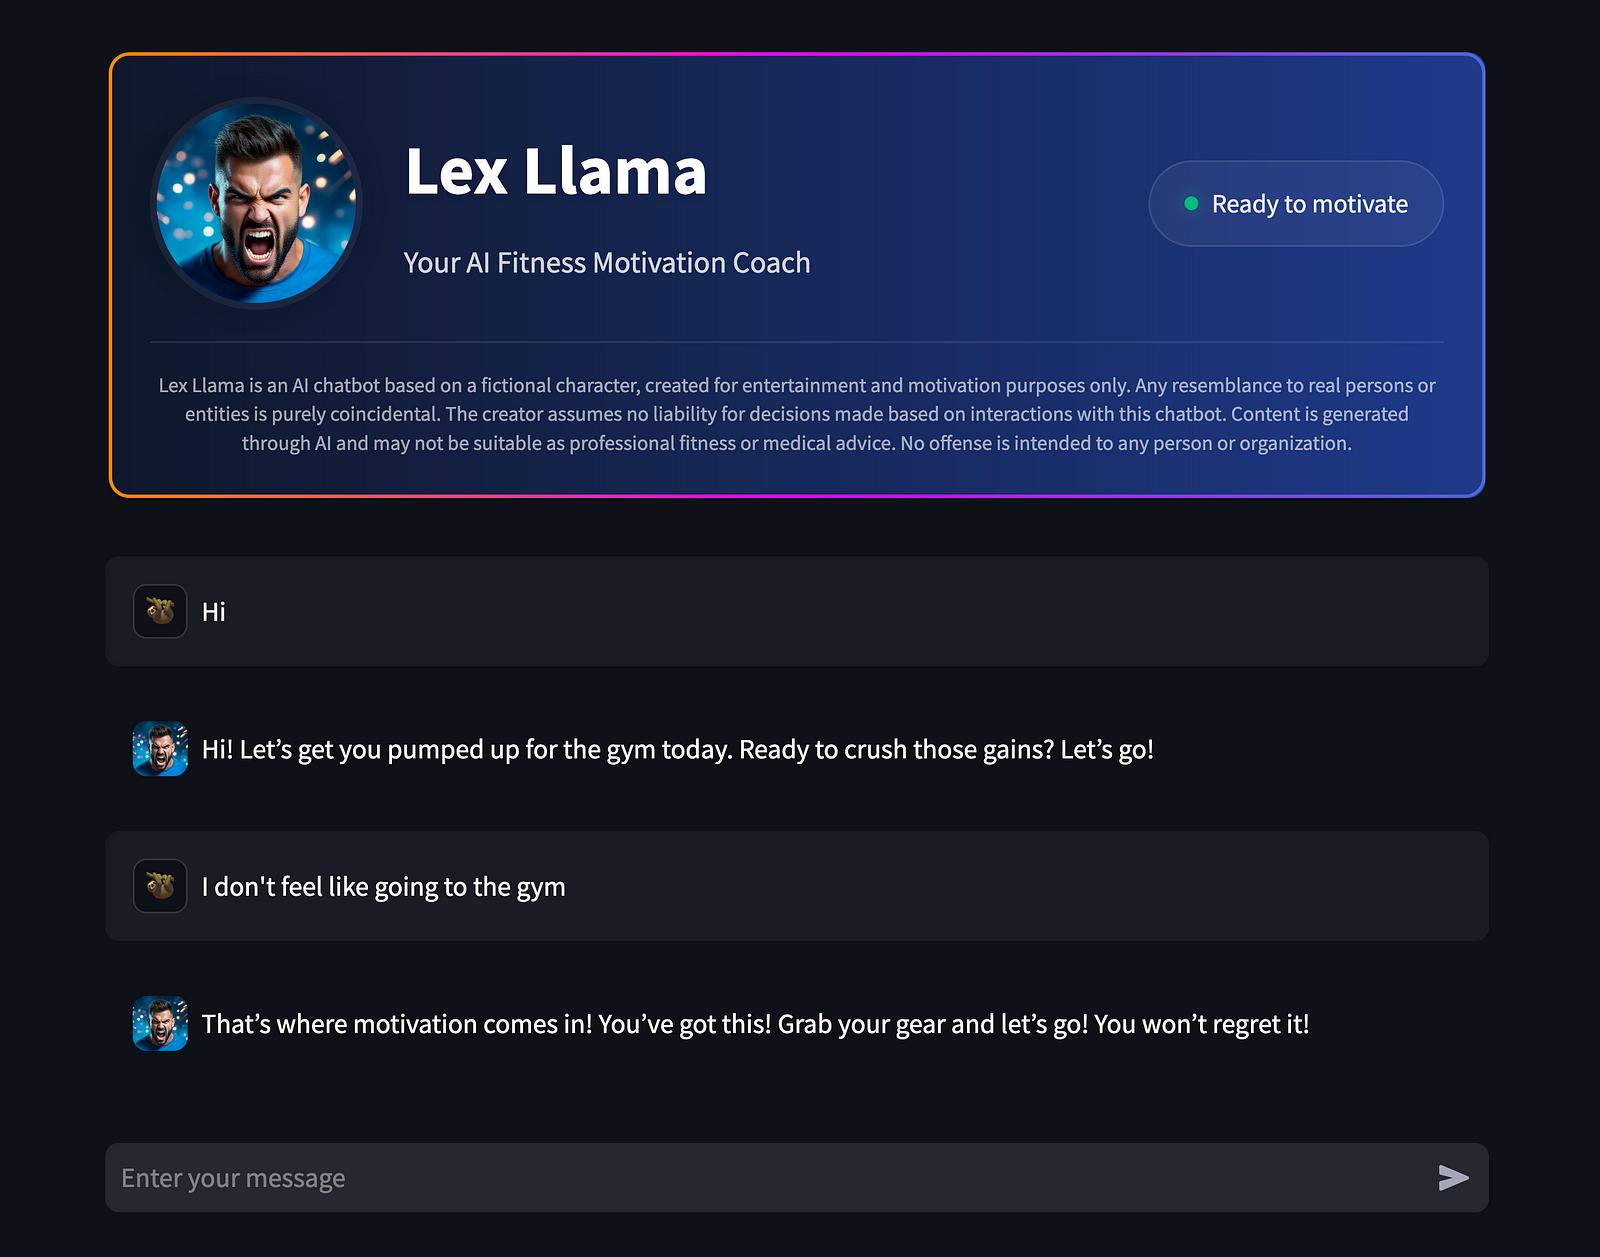 Lex Llama
Your AI Fitness Motivation Coach
Ready to motivate
Lex Llama is an AI chatbot based on a fictional character, created for entertainment and motivation purposes only. Any resemblance to real persons or
entities is purely coincidental. The creator assumes no liability for decisions made based on interactions with this chatbot. Content is generated
through AI and may not be suitable as professional fitness or medical advice. No offense is intended to any person or organization.
Hi
Hi! Let’s get you pumped up for the gym today. Ready to crush those gains? Let’s go!
I don't feel like going to the gym
That’s where motivation comes in! You’ve got this! Grab your gear and let’s go! You won’t regret it!
Enter your message